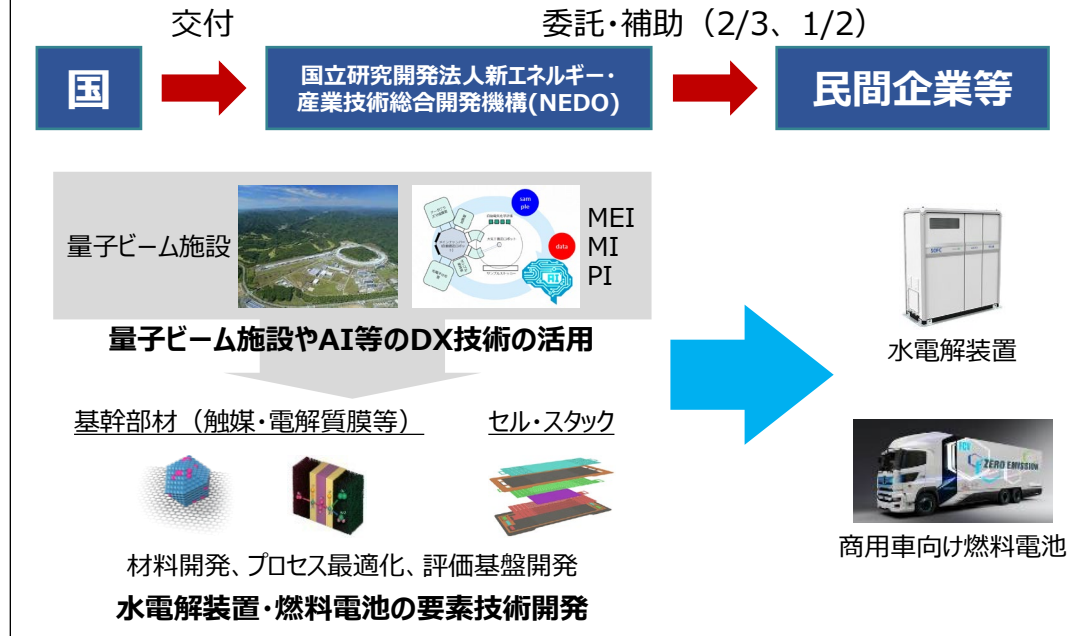 交付
委託・補助（2/3、1/2）
国
国立研究開発法人新エネルギー・
産業技術総合開発機構(NEDO)
民間企業等
量子ビーム施設
sam
ple
data
AI
MEI
MI
PI
量子ビーム施設やAI等のDX技術の活用
水電解装置
基幹部材（触媒・電解質膜等）
セル・スタック
FCV
ZERO EMISSION
商用車向け燃料電池
材料開発、プロセス最適化、評価基盤開発
水電解装置・燃料電池の要素技術開発